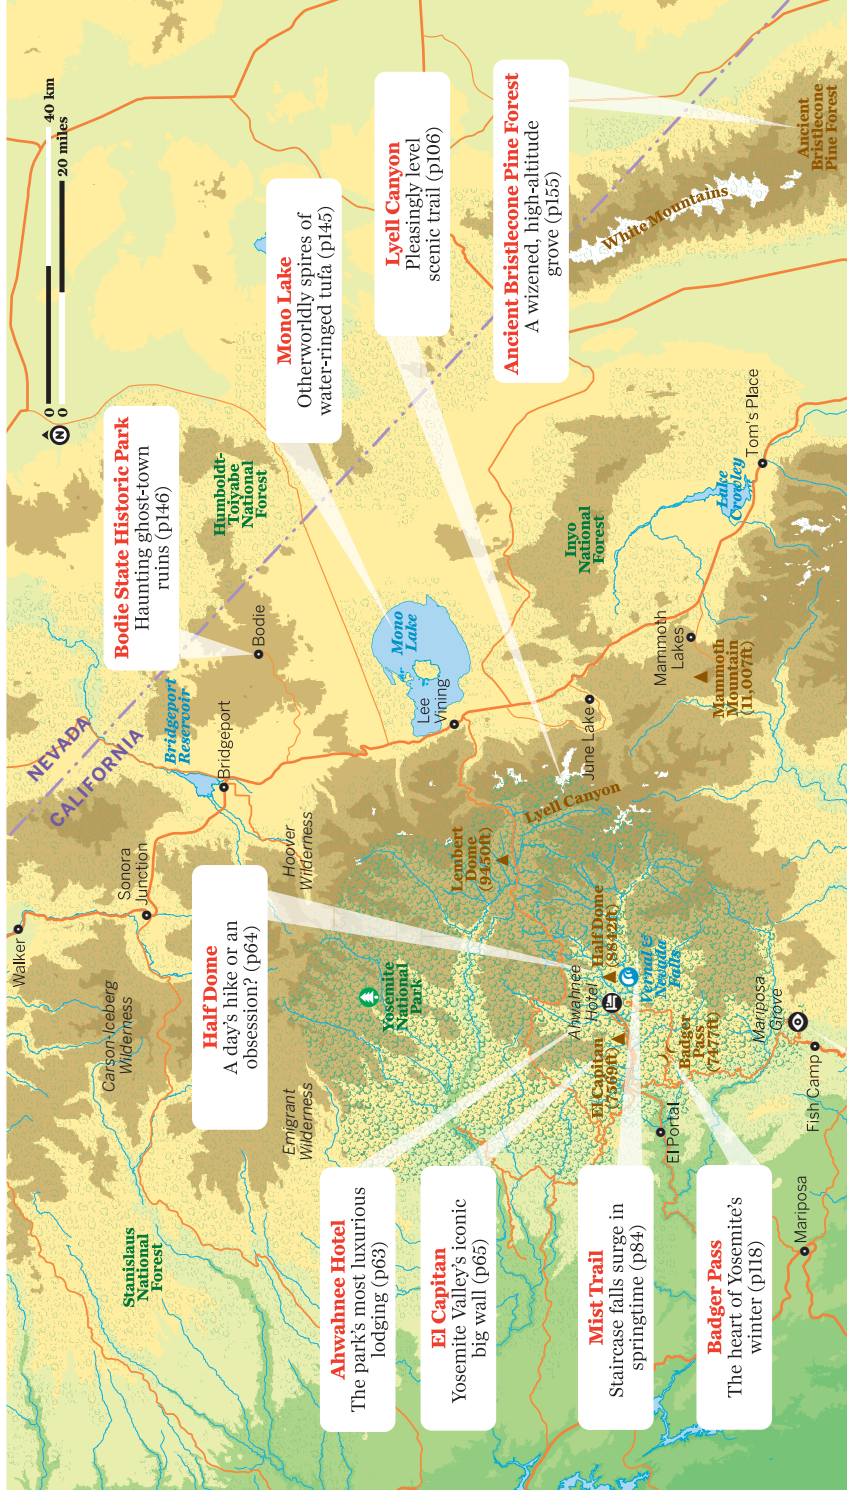 0
40 km
0
20 miles
N
NEVADA
CALIFORNIA
Walker
Sonora
Junction
Carson-Iceberg
Wilderness
Stanislaus
National
Forest
Emigrant
Wilderness
Hoover
Wilderness
Bridgeport
Reservoir
Bridgeport
Bodie State Historic Park
Haunting ghost-town
ruins (p146)
Bodie
Humboldt-
Toiyabe
National
Forest
Mono Lake
Otherworldly spires of
water-ringed tufa (p145)
Lyell Canyon
Pleasingly level
scenic trail (p106)
Ancient Bristlecone Pine Forest
A wizened, high-altitude
grove (p155)
Half Dome
A day's hike or an
obsession? (p64)
Ahwahnee Hotel
The park's most luxurious
lodging (p63)
El Capitan
Yosemite Valley's iconic
big wall (p65)
Mist Trail
Staircase falls surge in
springtime (p84)
Badger Pass
The heart of Yosemite's
winter (p118)
Mono
Lake
Lee
Vining
Yosemite
National
Park
Lembert
Dome
(9450ft)
Lyell Canyon
June Lake
Inyo
National
Forest
White Mountains
Ancient
Bristlecone
Pine Forest
Ahwahnee
Hotel
Half Dome
(8842ft)
El Capitan
(7569ft)
Vernal &
Nevada
Falls
Badger
Pass
(7477ft)
Mariposa
Grove
El Portal
Fish Camp
Mariposa
Mammoth
Lakes
Mammoth
Mountain
(11,007ft)
Lake
Crowley
Tom's Place